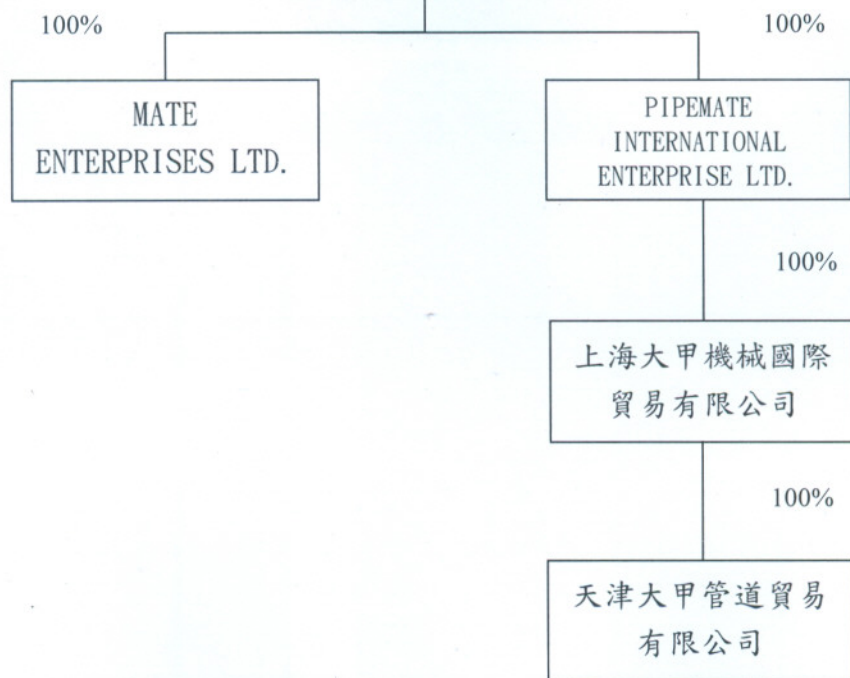 100%
100%
MATE
ENTERPRISES LTD.
PIPEMATE
INTERNATIONAL
ENTERPRISE LTD.
100%
上海大甲機械國際
貿易有限公司
100%
天津大甲管道貿易
有限公司